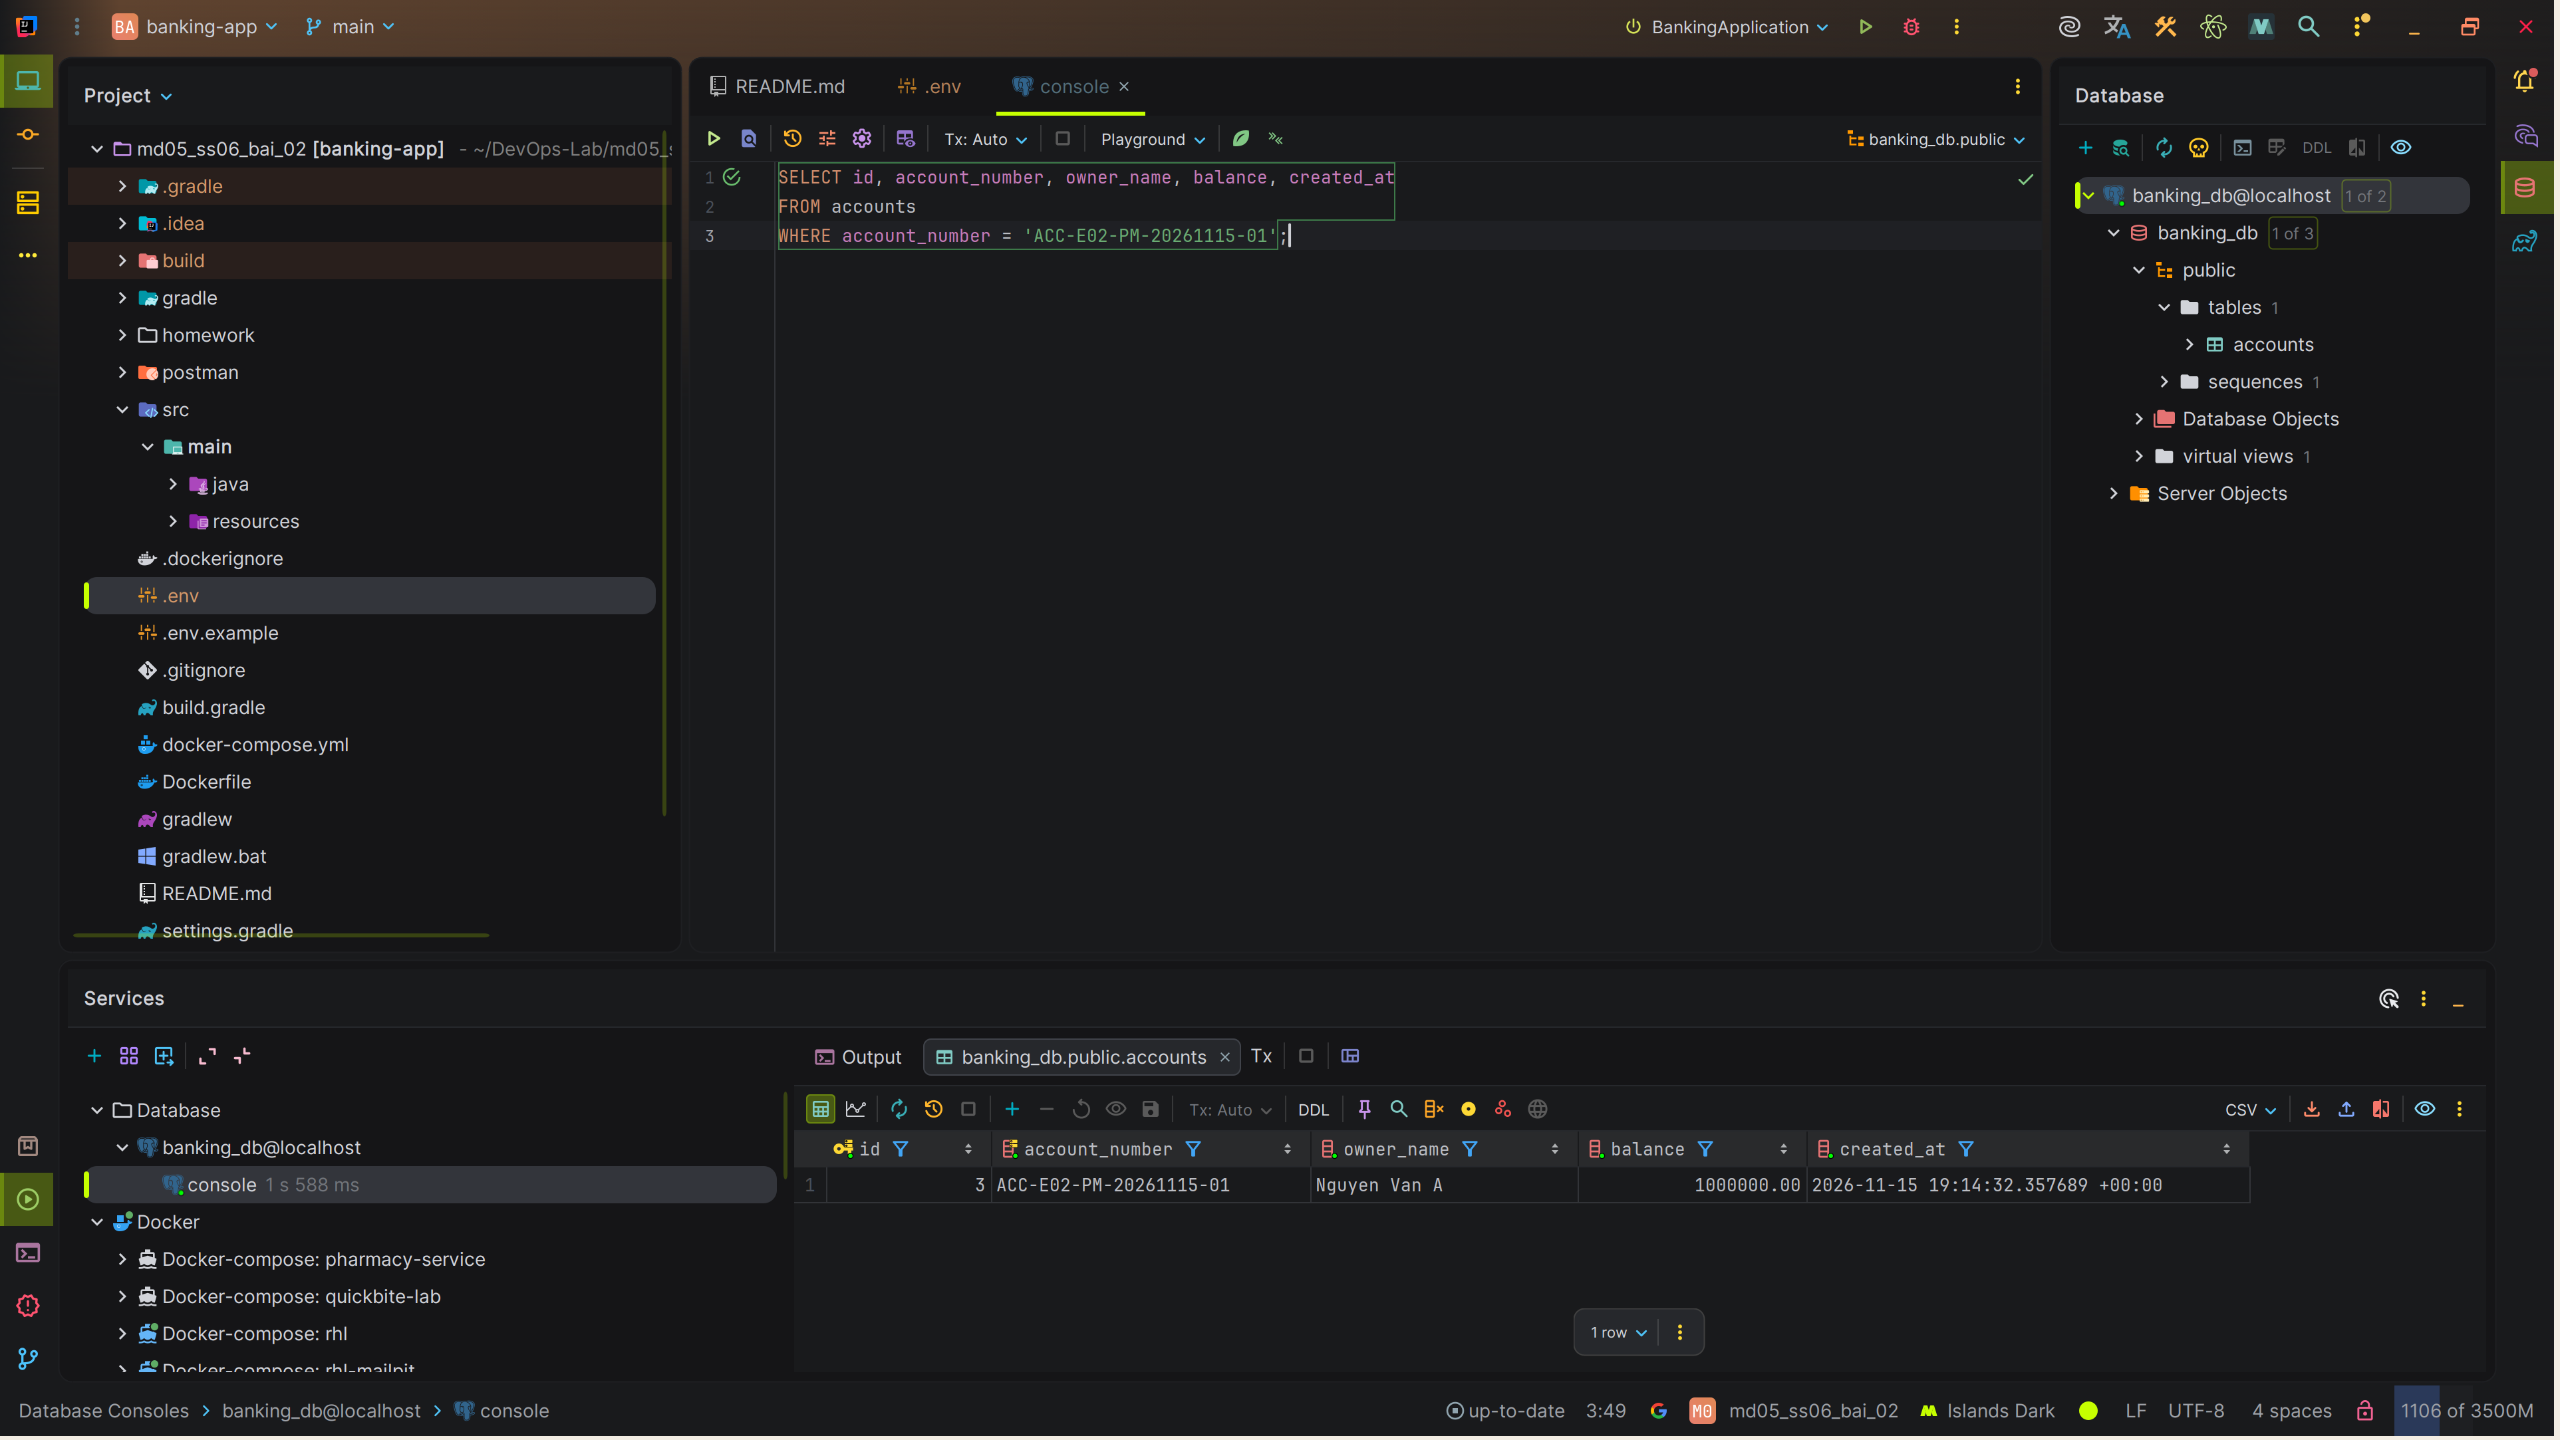 BA banking-app main BankingApplication
Project
md05_ss06_bai_02 [banking-app] - ~/DevOps-Lab/md05_s
.gradle
.idea
build
gradle
homework
postman
src
main
java
resources
.dockerignore
.env
.env.example
.gitignore
build.gradle
docker-compose.yml
Dockerfile
gradlew
gradlew.bat
README.md
settings.gradle
README.md .env console
Tx: Auto Playground banking_db.public
1 SELECT id, account_number, owner_name, balance, created_at
2 FROM accounts
3 WHERE account_number = 'ACC-E02-PM-20261115-01';
Database
DDL
banking_db@localhost 1 of 2
banking_db 1 of 3
public
tables 1
accounts
sequences 1
Database Objects
virtual views 1
Server Objects
Services
Database
banking_db@localhost
console 1 s 588 ms
Docker
Docker-compose: pharmacy-service
Docker-compose: quickbite-lab
Docker-compose: rhl
Docker-compose: rhl-mailpit
Output banking_db.public.accounts Tx
Tx: Auto DDL CSV
id account_number owner_name balance created_at
1 3 ACC-E02-PM-20261115-01 Nguyen Van A 1000000.00 2026-11-15 19:14:32.357689 +00:00
1 row
Database Consoles banking_db@localhost console up-to-date 3:49 M0 md05_ss06_bai_02 Islands Dark LF UTF-8 4 spaces 1106 of 3500M